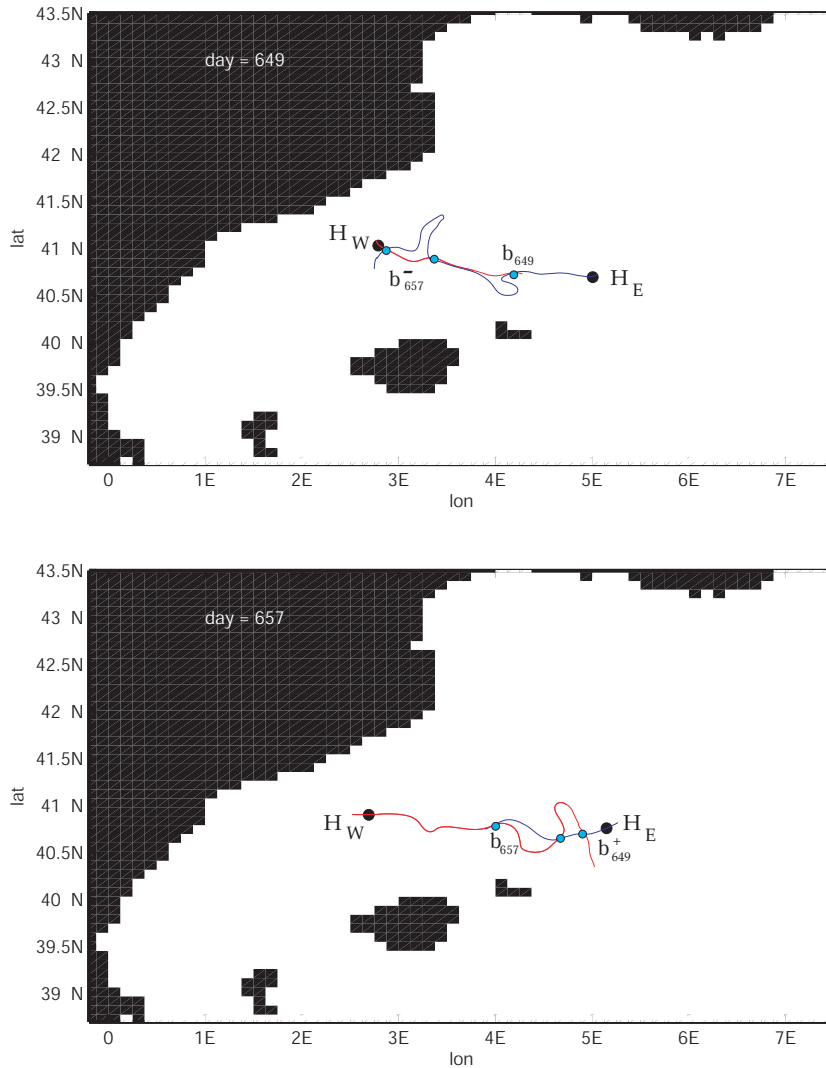 43.5N
day = 649
43 N
42.5N
42 N
41.5N
41 N
40.5N
40 N
39.5N
39 N
lat
H W
b 649
b - 657
H E
0 1E 2E 3E 4E 5E 6E 7E
lon
43.5N
day = 657
43 N
42.5N
42 N
41.5N
41 N
40.5N
40 N
39.5N
39 N
lat
H W
H E
b 657
b + 649
0 1E 2E 3E 4E 5E 6E 7E
lon